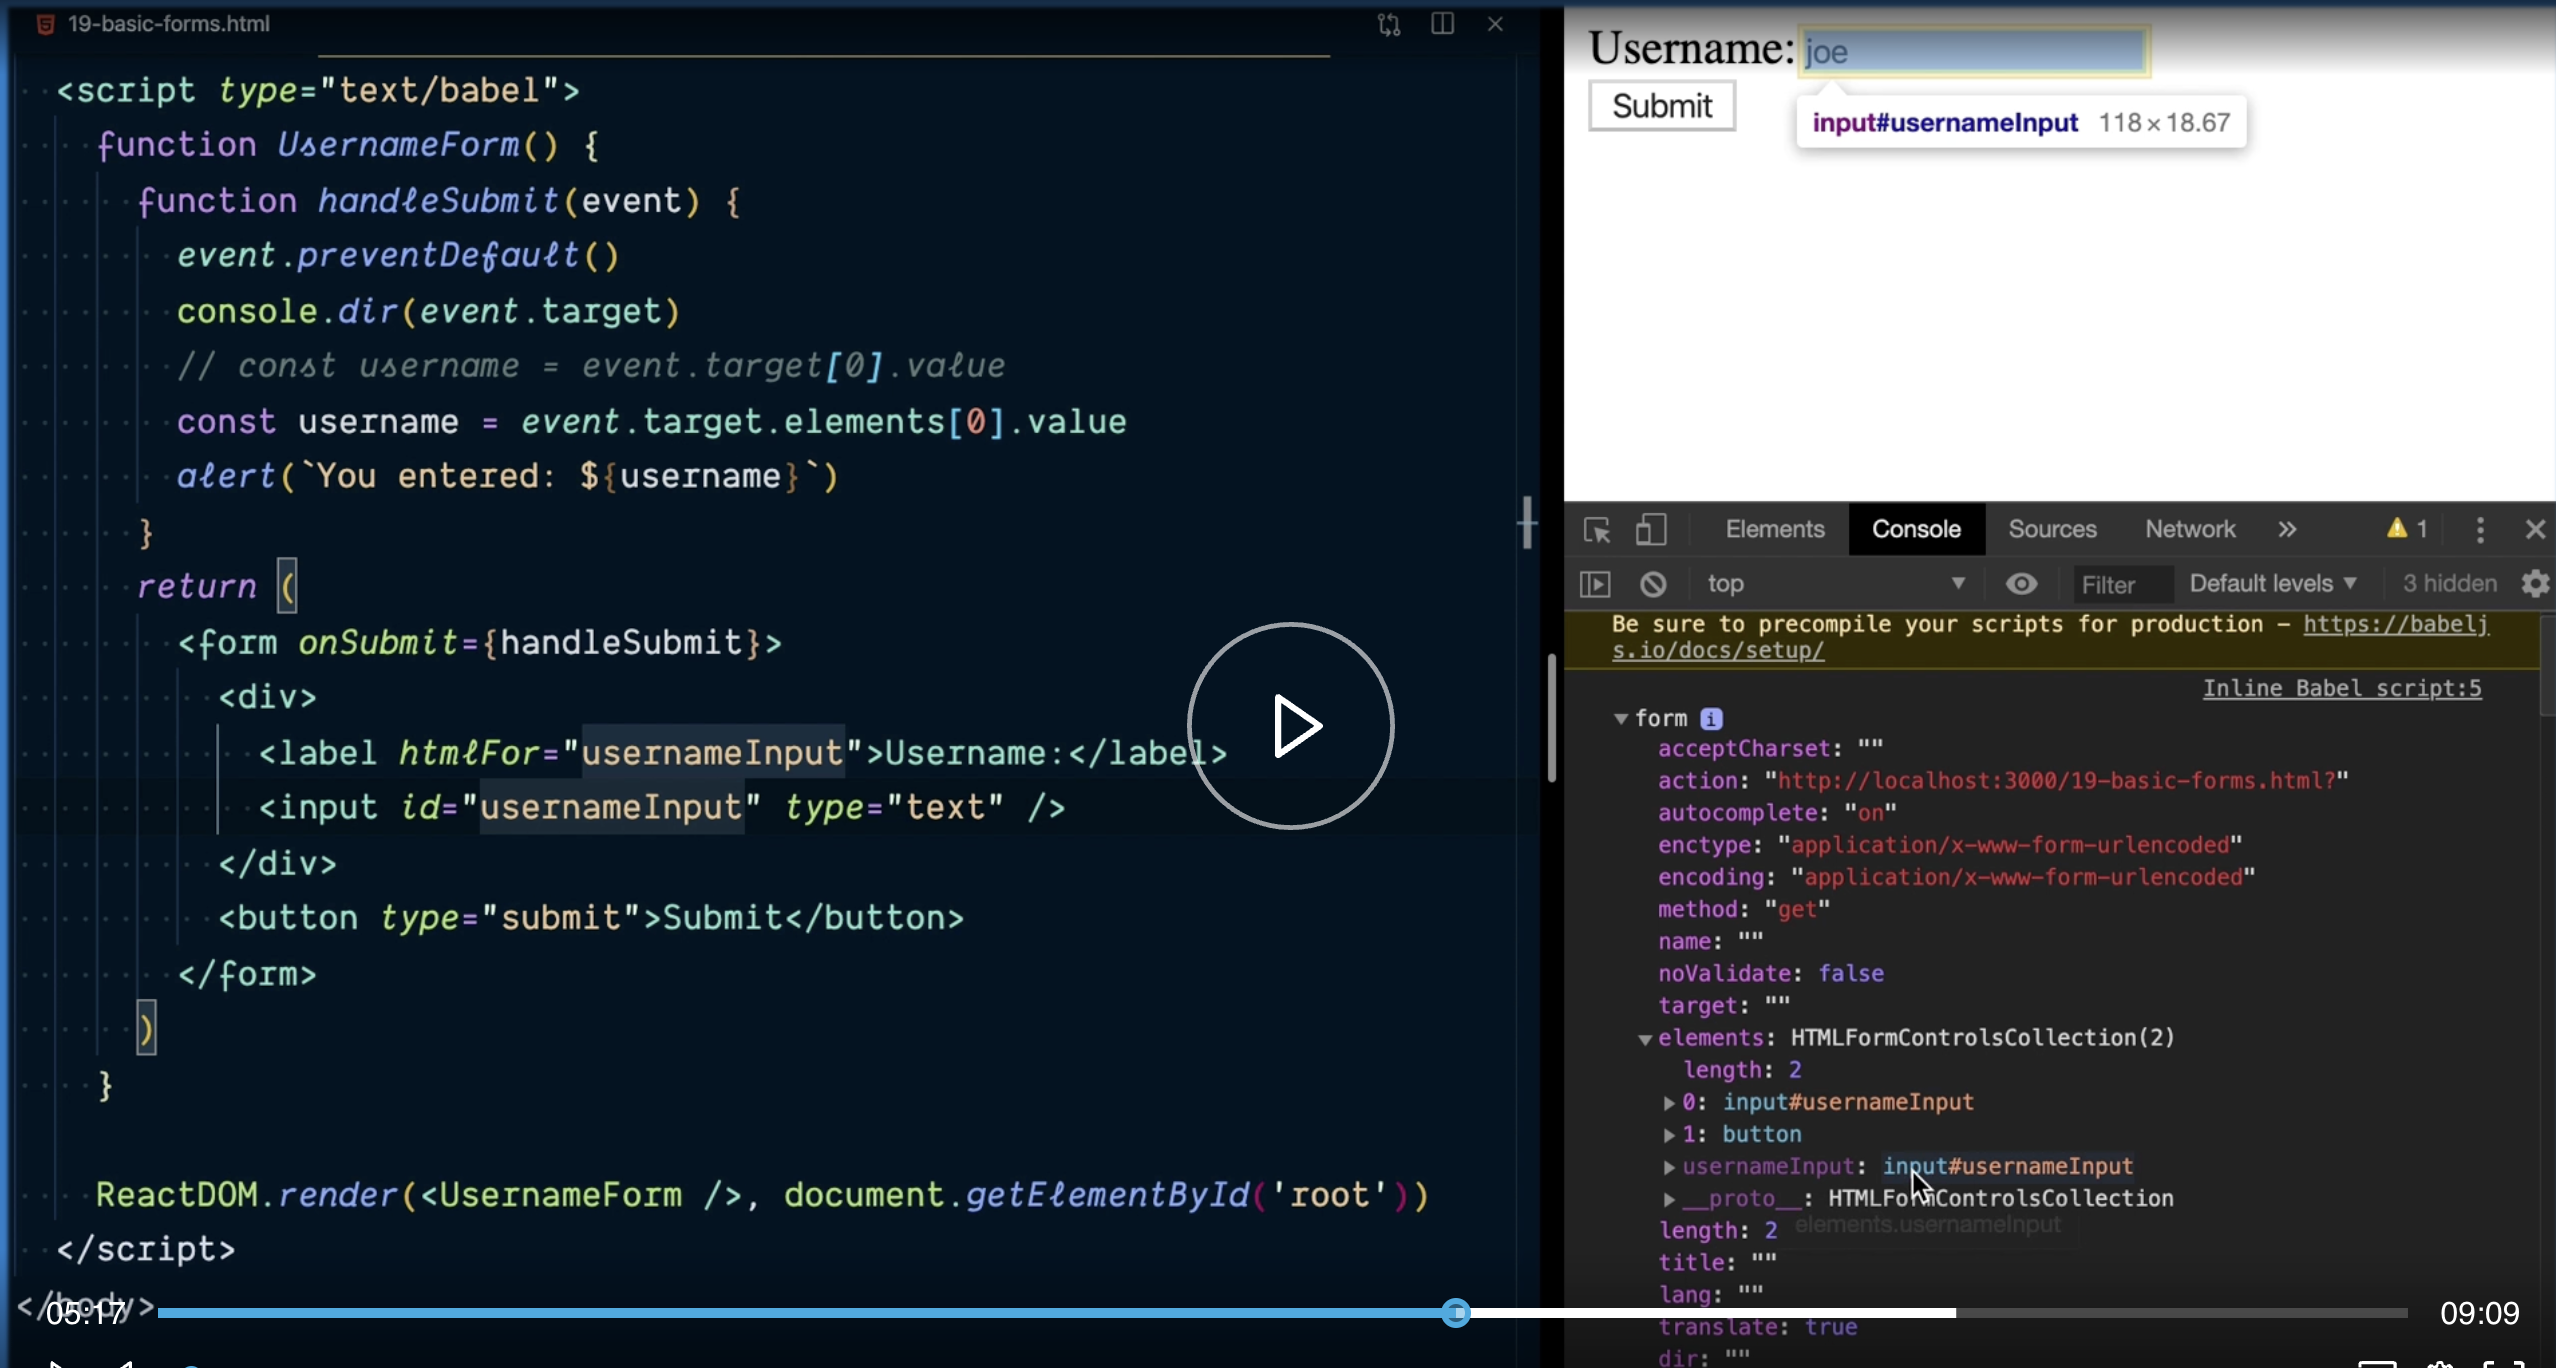 19-basic-forms.html
<script type="text/babel">
function UsernameForm() {
function handleSubmit(event) {
event.preventDefault()
console.dir(event.target)
// const username = event.target[0].value
const username = event.target.elements[0].value
alert(`You entered: ${username}`)
}
return (
<form onSubmit={handleSubmit}>
<div>
<label htmlFor="usernameInput">Username:</label>
<input id="usernameInput" type="text" />
</div>
<button type="submit">Submit</button>
</form>
)
}
ReactDOM.render(<UsernameForm />, document.getElementById('root'))
</script>
</body>
05:17
09:09
Username: joe
Submit
input#usernameInput 118 × 18.67
Elements Console Sources Network » 1
top Filter Default levels 3 hidden
Be sure to precompile your scripts for production – https://babelj
s.io/docs/setup/
Inline Babel script:5
form i
acceptCharset: ""
action: "http://localhost:3000/19-basic-forms.html?"
autocomplete: "on"
enctype: "application/x-www-form-urlencoded"
encoding: "application/x-www-form-urlencoded"
method: "get"
name: ""
noValidate: false
target: ""
elements: HTMLFormControlsCollection(2)
length: 2
0: input#usernameInput
1: button
usernameInput: input#usernameInput
__proto__: HTMLFormControlsCollection
elements.usernameInput
length: 2
title: ""
lang: ""
translate: true
dir: ""